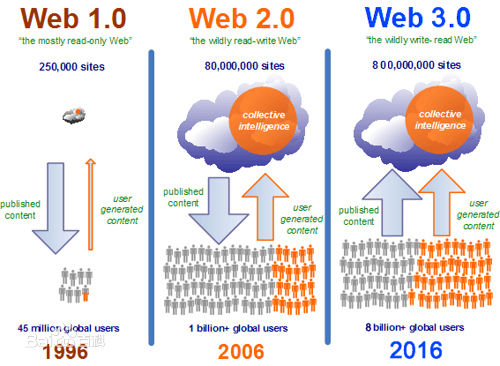 Web 1.0
"the mostly read-only Web"
250,000 sites
published
content
user
generated
content
45 million global users
1996
Web 2.0
"the wildly read-write Web"
80,000,000 sites
collective
intelligence
published
content
user
generated
content
1 billion+ global users
2006
Web 3.0
"the wildly write-read Web"
800,000,000 sites
collective
intelligence
published
content
user
generated
content
8 billion+ global users
2016